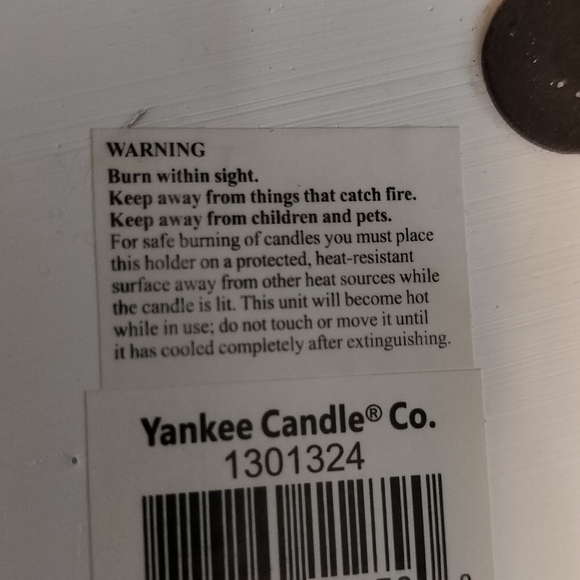 WARNING
Burn within sight.
Keep away from things that catch fire.
Keep away from children and pets.
For safe burning of candles you must place
this holder on a protected, heat-resistant
surface away from other heat sources while
the candle is lit. This unit will become hot
while in use; do not touch or move it until
it has cooled completely after extinguishing.
Yankee Candle® Co.
1301324